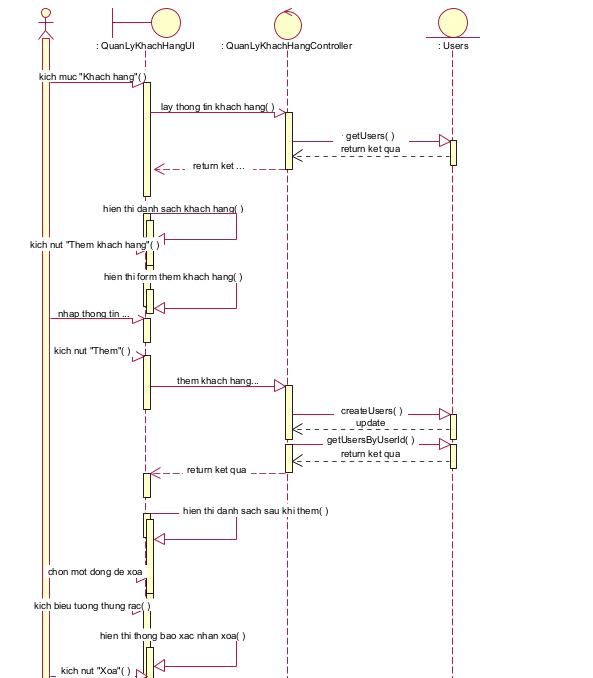 : QuanLyKhachHangUI
: QuanLyKhachHangController
: Users
kich muc "Khach hang"( )
lay thong tin khach hang( )
getUsers( )
return ket qua
return ket ...
hien thi danh sach khach hang( )
kich nut "Them khach hang"( )
hien thi form them khach hang( )
nhap thong tin ...
kich nut "Them"( )
them khach hang...
createUsers( )
update
getUsersByUserId( )
return ket qua
return ket qua
hien thi danh sach sau khi them( )
chon mot dong de xoa
kich bieu tuong thung rac( )
hien thi thong bao xac nhan xoa( )
kich nut "Xoa"( )